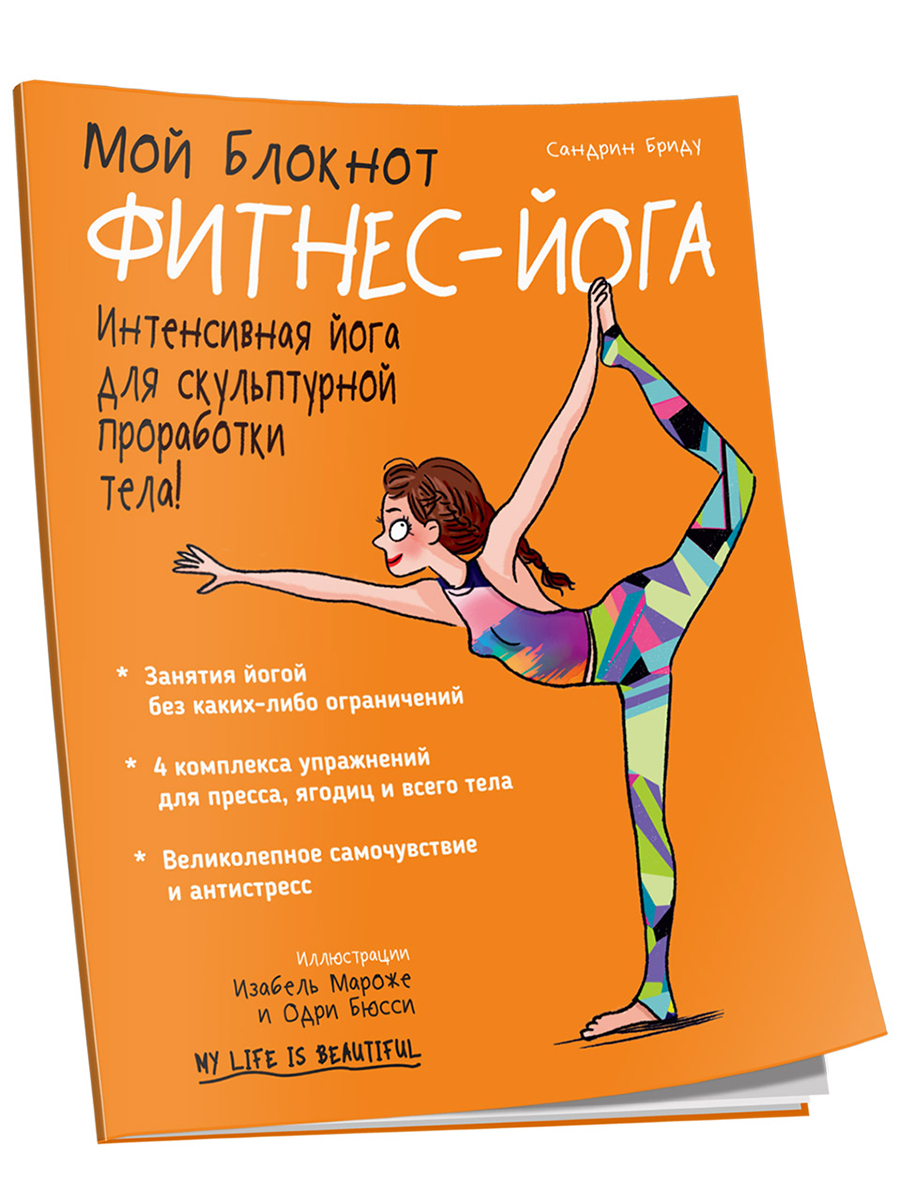 Мой Блокнот
Сандрин Бриду
ФИТНЕС-ЙОГА
Интенсивная йога
для скульптурной
проработки
тела!
* Занятия йогой
без каких-либо ограничений
* 4 комплекса упражнений
для пресса, ягодиц и всего тела
* Великолепное самочувствие
и антистресс
Иллюстрации
Изабель Мароже
и Одри Бюсси
MY LIFE IS BEAUTIFUL